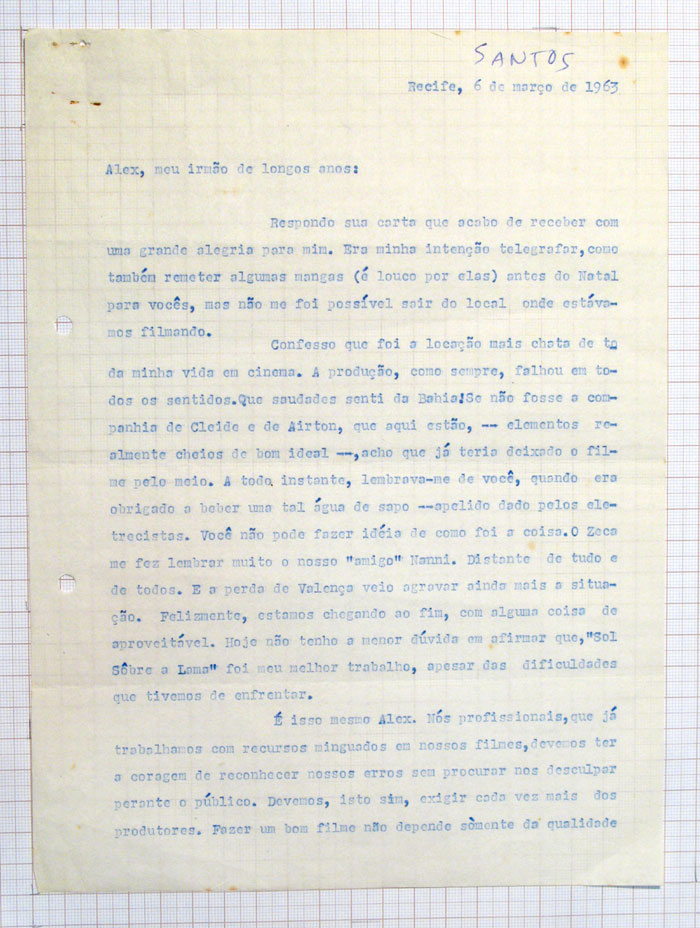 SANTOS
Recife, 6 de março de 1963
Alex, meu irmão de longos anos:
Respondo sua carta que acabo de receber com
uma grande alegria para mim. Era minha intenção telegrafar,como
também remeter algumas mangas (é louco por elas) antes do Natal
para vocês, mas não me foi possível sair do local onde estáva-
mos filmando.
Confesso que foi a locação mais chata de to
da minha vida em cinema. A produção, como sempre, falhou em to-
dos os sentidos.Que saudades senti da Bahia!Se não fosse a com-
panhia de Cleide e de Airton, que aqui estão, -- elementos re-
almente cheios de bom ideal --,acho que já teria deixado o fil-
me pelo meio. A todo instante, lembrava-me de você, quando era
obrigado a beber uma tal água de sapo --apelido dado pelos ele-
trecistas. Você não pode fazer idéia de como foi a coisa.O Zeca
me fez lembrar muito o nosso "amigo" Nanni. Distante de tudo e
de todos. E a perda de Valença veio agravar ainda mais a situa-
ção. Felizmente, estamos chegando ao fim, com alguma coisa de
aproveitável. Hoje não tenho a menor dúvida em afirmar que,"Sol
Sôbre a Lama" foi meu melhor trabalho, apesar das dificuldades
que tivemos de enfrentar.
É isso mesmo Alex. Nós profissionais,que já
trabalhamos com recursos minguados em nossos filmes,devemos ter
a coragem de reconhecer nossos erros sem procurar nos desculpar
perante o público. Devemos, isto sim, exigir cada vez mais dos
produtores. Fazer um bom filme não depende sòmente da qualidade